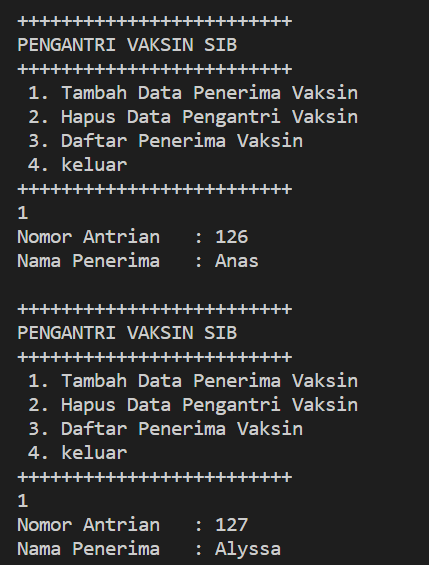 +++++++++++++++++++++++++
PENGANTRI VAKSIN SIB
+++++++++++++++++++++++++
 1. Tambah Data Penerima Vaksin
 2. Hapus Data Pengantri Vaksin
 3. Daftar Penerima Vaksin
 4. keluar
+++++++++++++++++++++++++
1
Nomor Antrian   : 126
Nama Penerima   : Anas

+++++++++++++++++++++++++
PENGANTRI VAKSIN SIB
+++++++++++++++++++++++++
 1. Tambah Data Penerima Vaksin
 2. Hapus Data Pengantri Vaksin
 3. Daftar Penerima Vaksin
 4. keluar
+++++++++++++++++++++++++
1
Nomor Antrian   : 127
Nama Penerima   : Alyssa